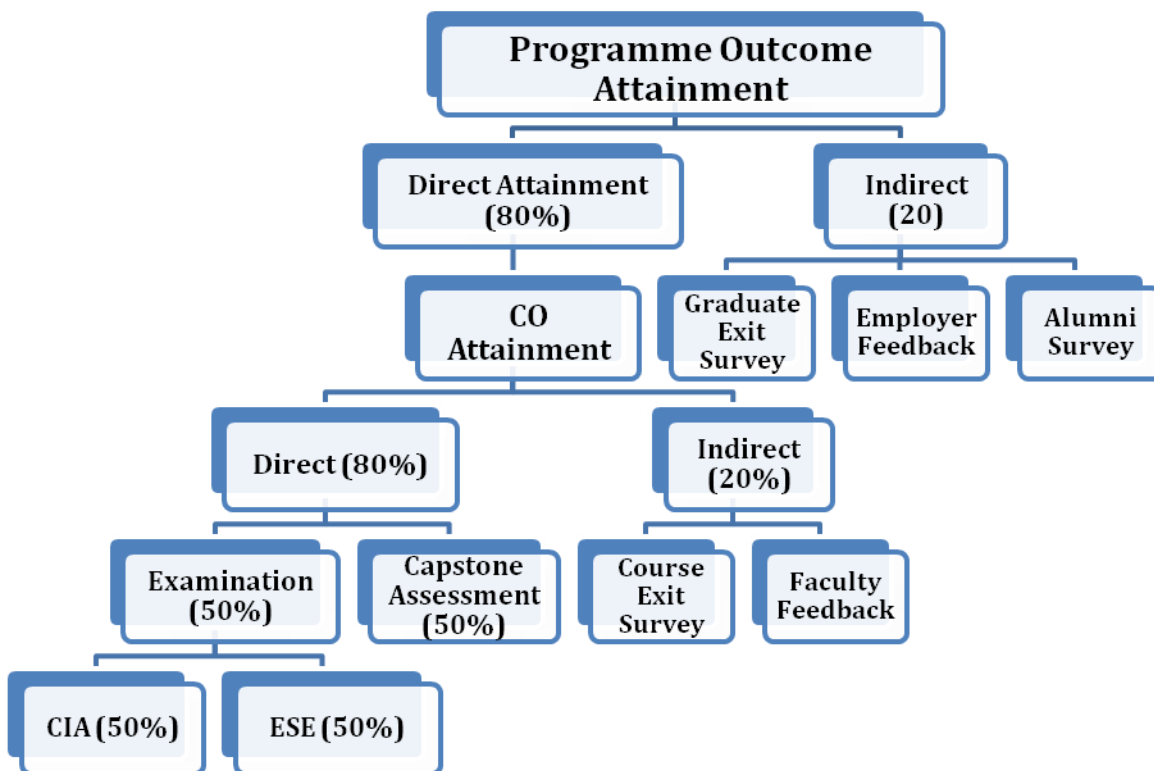 Programme Outcome
Attainment
Direct Attainment
(80%)
Indirect
(20)
CO
Attainment
Graduate
Exit
Survey
Employer
Feedback
Alumni
Survey
Direct (80%)
Indirect
(20%)
Examination
(50%)
Capstone
Assessment
(50%)
Course
Exit
Survey
Faculty
Feedback
CIA (50%)
ESE (50%)